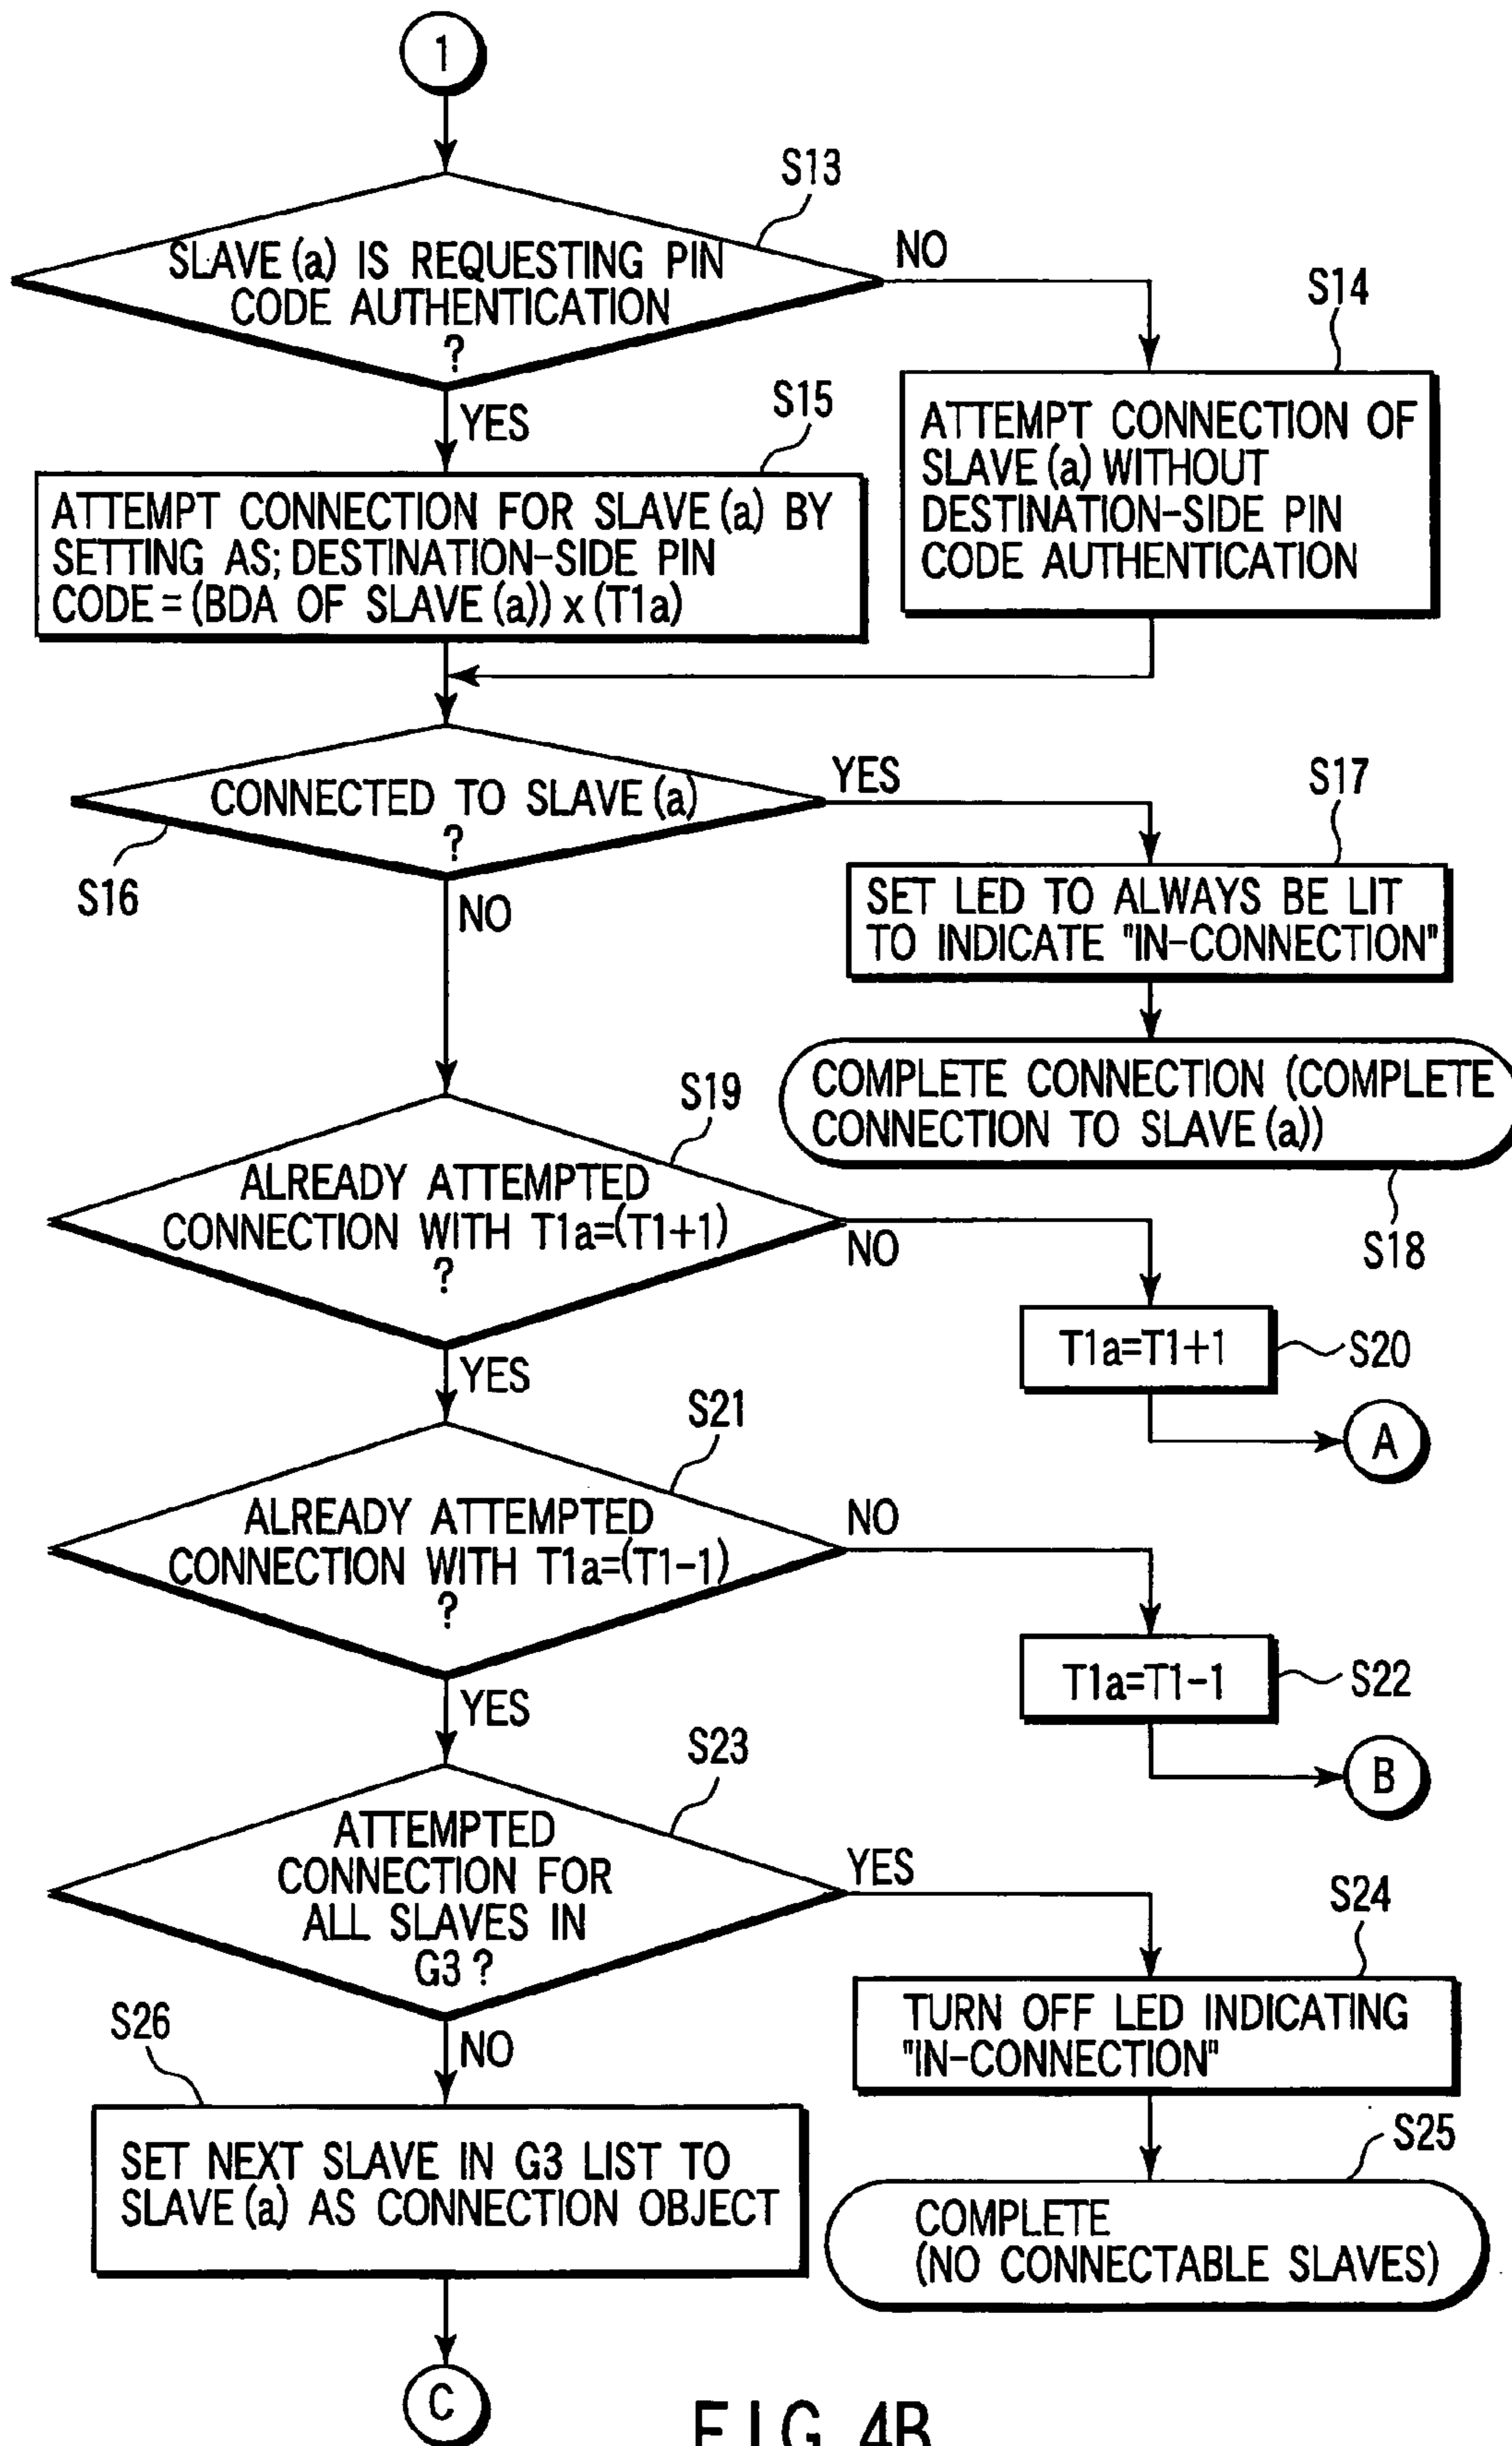 1
S13
SLAVE (a) IS REQUESTING PIN
CODE AUTHENTICATION
?
NO
YES
S14
ATTEMPT CONNECTION OF
SLAVE (a) WITHOUT
DESTINATION-SIDE PIN
CODE AUTHENTICATION
S15
ATTEMPT CONNECTION FOR SLAVE (a) BY
SETTING AS; DESTINATION-SIDE PIN
CODE = (BDA OF SLAVE (a)) x (T1a)
CONNECTED TO SLAVE (a)
?
S16
YES
NO
S17
SET LED TO ALWAYS BE LIT
TO INDICATE "IN-CONNECTION"
COMPLETE CONNECTION (COMPLETE
CONNECTION TO SLAVE (a))
S18
S19
ALREADY ATTEMPTED
CONNECTION WITH T1a=(T1+1)
?
NO
YES
T1a=T1+1
S20
A
S21
ALREADY ATTEMPTED
CONNECTION WITH T1a=(T1-1)
?
NO
YES
T1a=T1-1
S22
B
S23
ATTEMPTED
CONNECTION FOR
ALL SLAVES IN
G3 ?
YES
NO
S24
TURN OFF LED INDICATING
"IN-CONNECTION"
S25
COMPLETE
(NO CONNECTABLE SLAVES)
S26
SET NEXT SLAVE IN G3 LIST TO
SLAVE (a) AS CONNECTION OBJECT
C
FIG. 4B